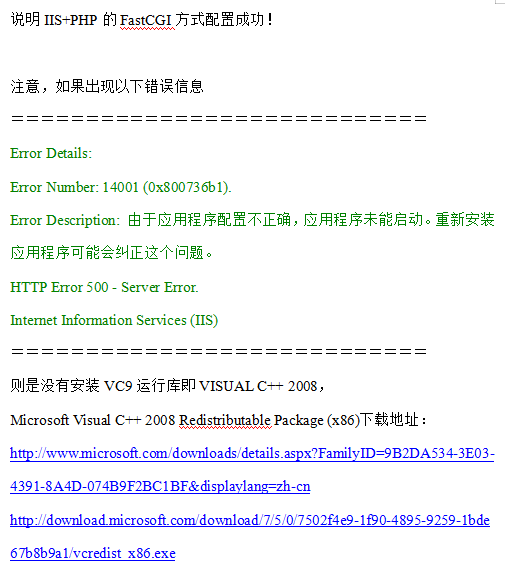 说明 IIS+PHP 的 FastCGI 方式配置成功！
注意，如果出现以下错误信息
============================
Error Details:
Error Number: 14001 (0x800736b1).
Error Description: 由于应用程序配置不正确，应用程序未能启动。重新安装
应用程序可能会纠正这个问题。
HTTP Error 500 - Server Error.
Internet Information Services (IIS)
============================
则是没有安装 VC9 运行库即 VISUAL C++ 2008，
Microsoft Visual C++ 2008 Redistributable Package (x86)下载地址：
http://www.microsoft.com/downloads/details.aspx?FamilyID=9B2DA534-3E03-
4391-8A4D-074B9F2BC1BF&displaylang=zh-cn
http://download.microsoft.com/download/7/5/0/7502f4e9-1f90-4895-9259-1bde
67b8b9a1/vcredist_x86.exe